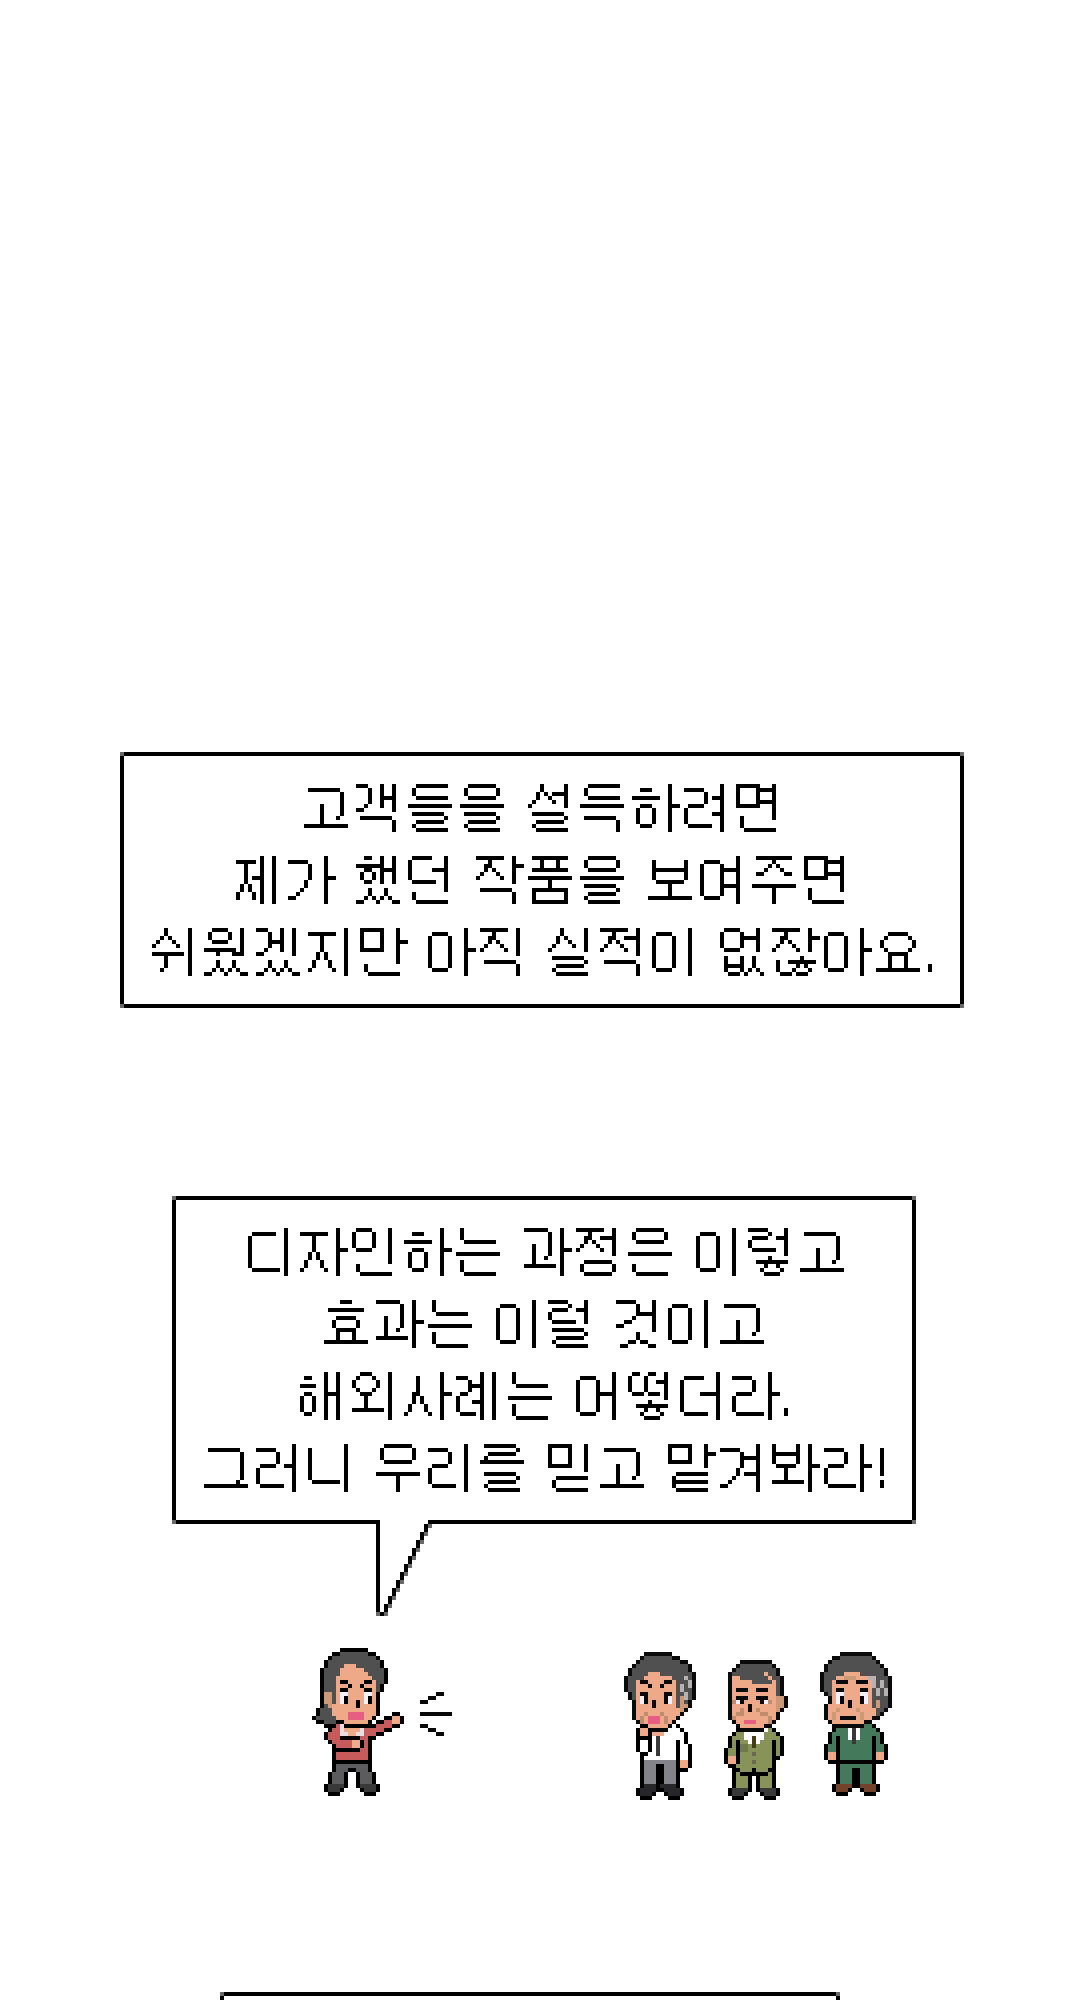 고객들을 설득하려면
제가 했던 작품을 보여주면
쉬웠겠지만 아직 실적이 없잖아요.
디자인하는 과정은 이렇고
효과는 이럴 것이고
해외사례는 어떻더라.
그러니 우리를 믿고 맡겨봐라!